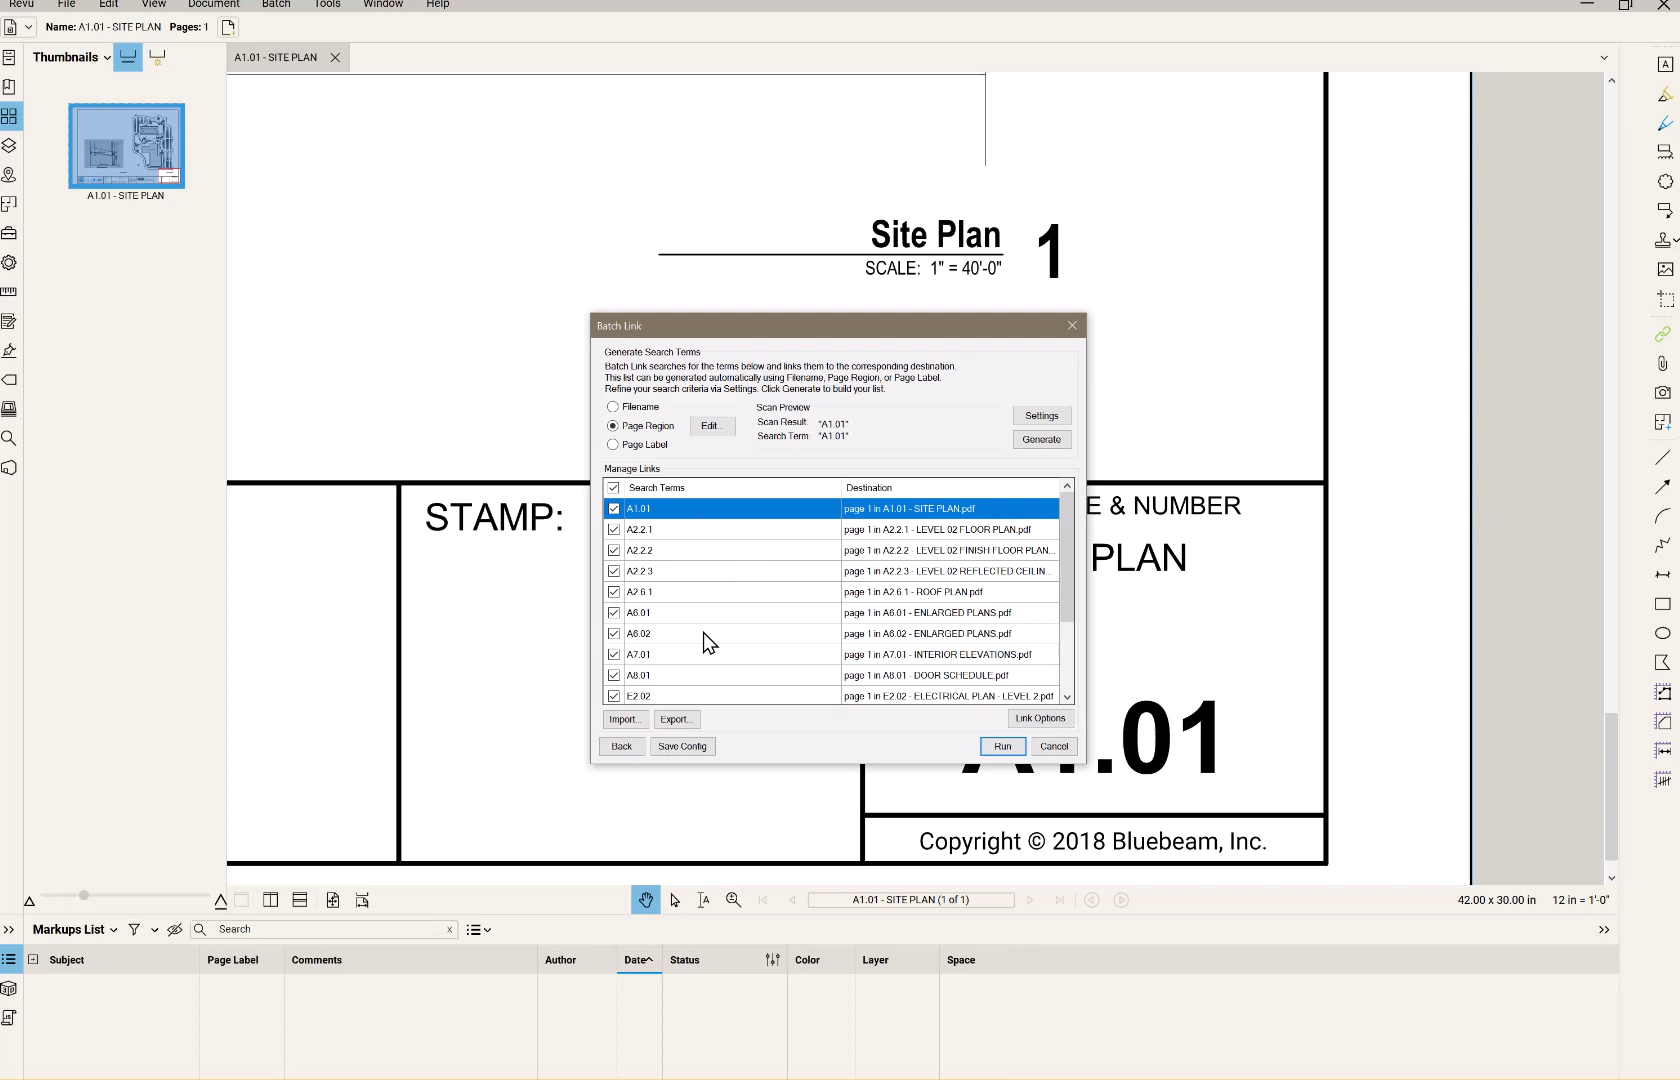 Revu File Edit View Document Batch Tools Window Help
Name: A1.01 - SITE PLAN Pages: 1
Thumbnails
A1.01 - SITE PLAN
A1.01 - SITE PLAN
Site Plan 1
SCALE: 1" = 40'-0"
Batch Link
Generate Search Terms
Batch Link searches for the terms below and links them to the corresponding destination.
This list can be generated automatically using Filename, Page Region, or Page Label.
Refine your search criteria via Settings. Click Generate to build your list.
Filename
Page Region
Page Label
Edit...
Scan Preview
Scan Result: "A1.01"
Search Term: "A1.01"
Settings
Generate
Manage Links
Search Terms Destination
A1.01 page 1 in A1.01 - SITE PLAN.pdf
A2.2.1 page 1 in A2.2.1 - LEVEL 02 FLOOR PLAN.pdf
A2.2.2 page 1 in A2.2.2 - LEVEL 02 FINISH FLOOR PLAN...
A2.2.3 page 1 in A2.2.3 - LEVEL 02 REFLECTED CEILIN...
A2.6.1 page 1 in A2.6.1 - ROOF PLAN.pdf
A6.01 page 1 in A6.01 - ENLARGED PLANS.pdf
A6.02 page 1 in A6.02 - ENLARGED PLANS.pdf
A7.01 page 1 in A7.01 - INTERIOR ELEVATIONS.pdf
A8.01 page 1 in A8.01 - DOOR SCHEDULE.pdf
E2.02 page 1 in E2.02 - ELECTRICAL PLAN - LEVEL 2.pdf
Import... Export... Link Options
Back Save Config Run Cancel
STAMP:
E & NUMBER
PLAN
A1.01
Copyright © 2018 Bluebeam, Inc.
A1.01 - SITE PLAN (1 of 1)
42.00 x 30.00 in 12 in = 1'-0"
Markups List Search x
Subject Page Label Comments Author Date Status Color Layer Space